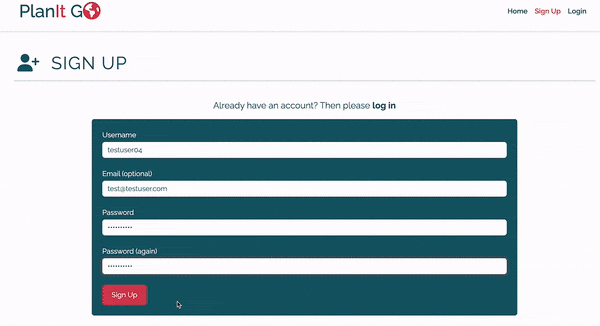 PlanIt GO
Home Sign Up Login
SIGN UP
Already have an account? Then please log in
Username
testuser04
Email (optional)
test@testuser.com
Password
••••••••••
Password (again)
••••••••••
Sign Up